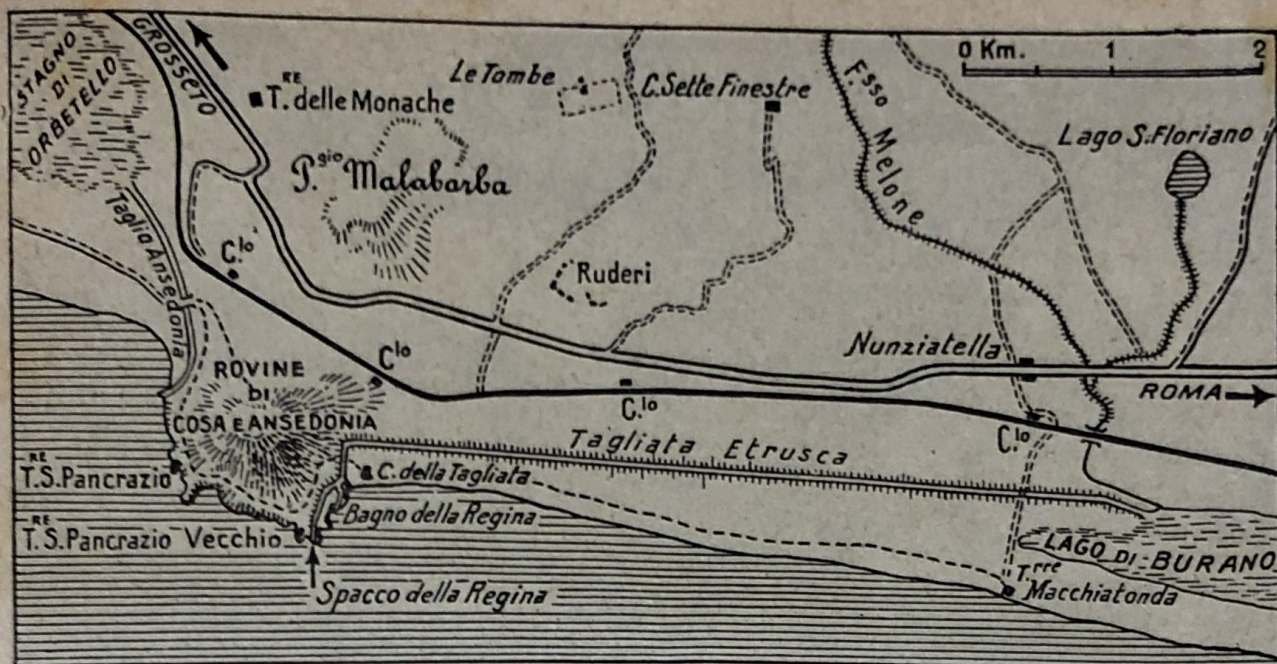 STAGNO
DI
ORBETELLO
GROSSETO
T.RE delle Monache
Le Tombe
C. Sette Finestre
F.sso Melone
0 Km. 1 2
Lago S. Floriano
P.gio Malabarba
Taglio Ansedonia
C.lo
Ruderi
C.lo
C.lo
Nunziatella
ROMA
C.lo
ROVINE
DI
COSA E ANSEDONIA
Tagliata Etrusca
T.RE S. Pancrazio
C. della Tagliata
Bagno della Regina
T.RE S. Pancrazio Vecchio
Spacco della Regina
LAGO DI BURANO
T.rre
Macchiatonda